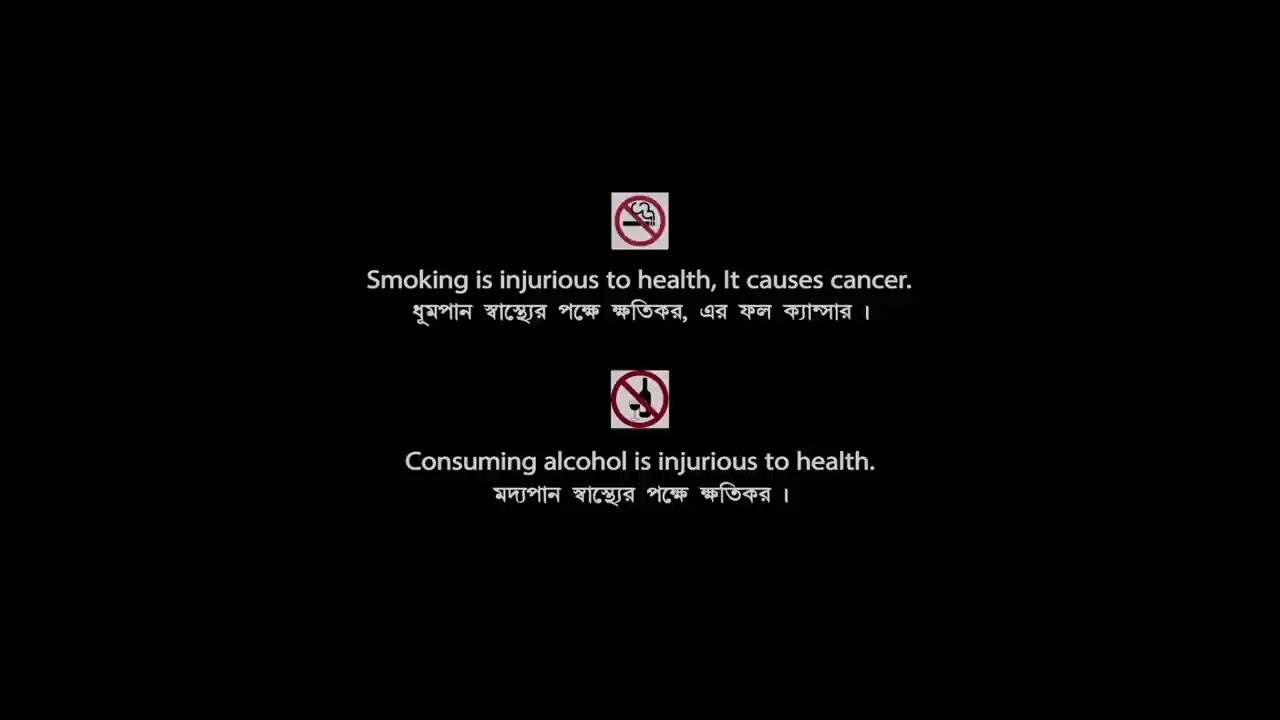 Smoking is injurious to health, It causes cancer.
ধূমপান স্বাস্থ্যের পক্ষে ক্ষতিকর, এর ফল ক্যান্সার ।
Consuming alcohol is injurious to health.
মদ্যপান স্বাস্থ্যের পক্ষে ক্ষতিকর ।